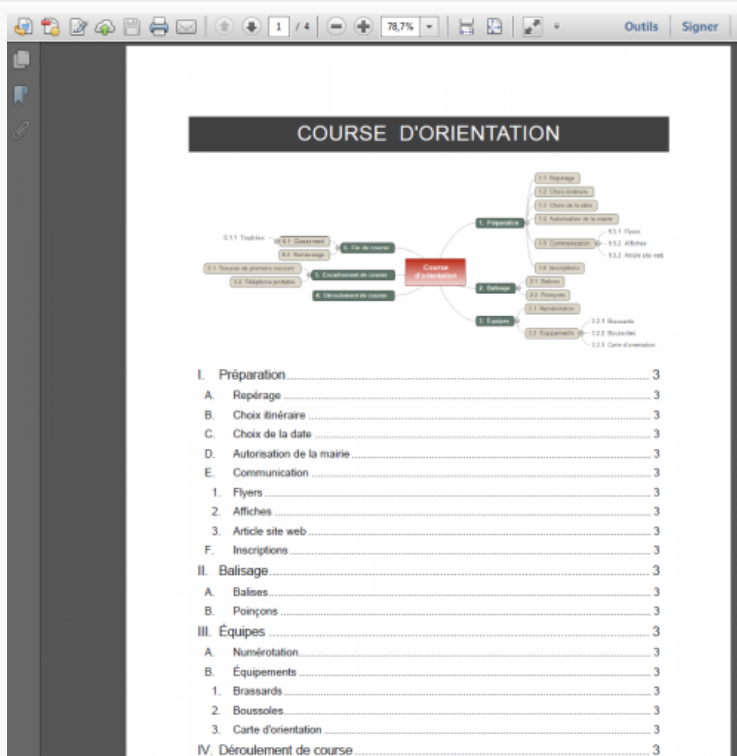 1 / 4 78,7% Outils Signer
COURSE D'ORIENTATION
1.1 Repérage
1.2 Choix itinéraire
1.3 Choix de la date
1. Préparation
1.4 Autorisation de la mairie
1.5 Communication
1.5.1 Flyers
1.5.2 Affiches
1.5.3 Article site web
1.6 Inscriptions
6.1.1 Trophées
6.1 Classement
6.2 Ramassage
6. Fin de course
5.1 Trousse de premiers secours
5.2 Téléphone portable
5. Encadrement de course
4. Déroulement de course
Course
d'orientation
2. Balisage
2.1 Balises
2.2 Poinçons
3. Équipes
3.1 Numérotation
3.2 Équipements
3.2.1 Brassards
3.2.2 Boussoles
3.2.3 Carte d'orientation
I. Préparation 3
A. Repérage 3
B. Choix itinéraire 3
C. Choix de la date 3
D. Autorisation de la mairie 3
E. Communication 3
1. Flyers 3
2. Affiches 3
3. Article site web 3
F. Inscriptions 3
II. Balisage 3
A. Balises 3
B. Poinçons 3
III. Équipes 3
A. Numérotation 3
B. Équipements 3
1. Brassards 3
2. Boussoles 3
3. Carte d'orientation 3
IV. Déroulement de course 3